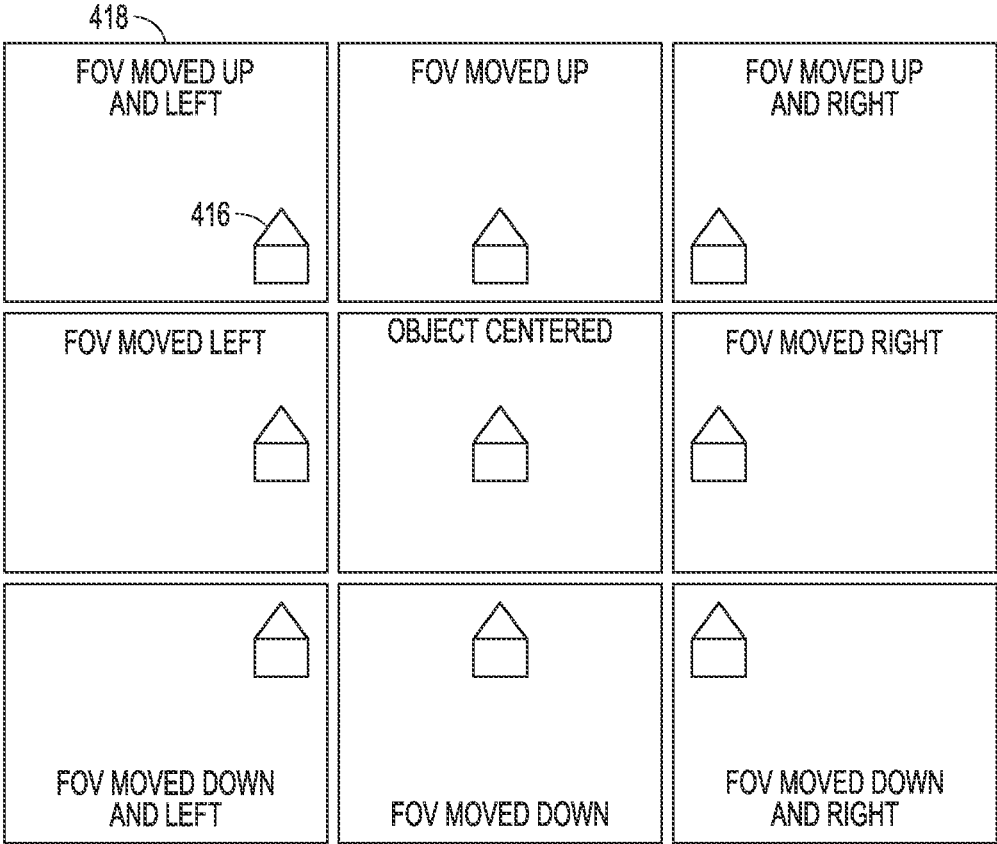 418
FOV MOVED UP
AND LEFT
FOV MOVED UP
FOV MOVED UP
AND RIGHT
416
FOV MOVED LEFT
OBJECT CENTERED
FOV MOVED RIGHT
FOV MOVED DOWN
AND LEFT
FOV MOVED DOWN
FOV MOVED DOWN
AND RIGHT